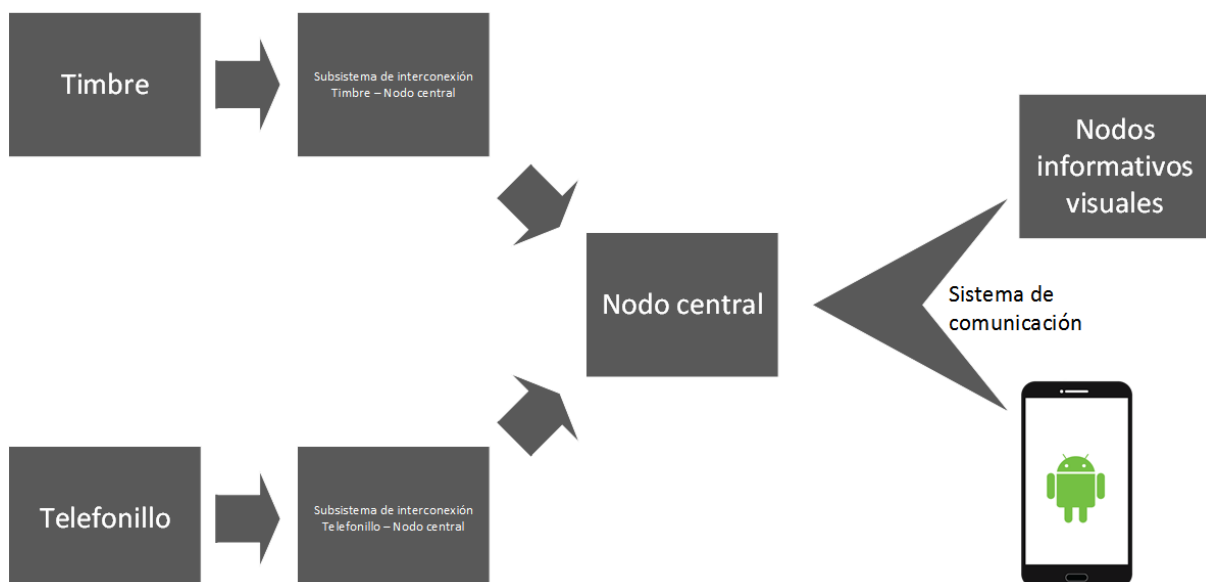 Timbre
Subsistema de interconexión
Timbre – Nodo central
Nodos
informativos
visuales
Nodo central
Sistema de
comunicación
Telefonillo
Subsistema de interconexión
Telefonillo – Nodo central